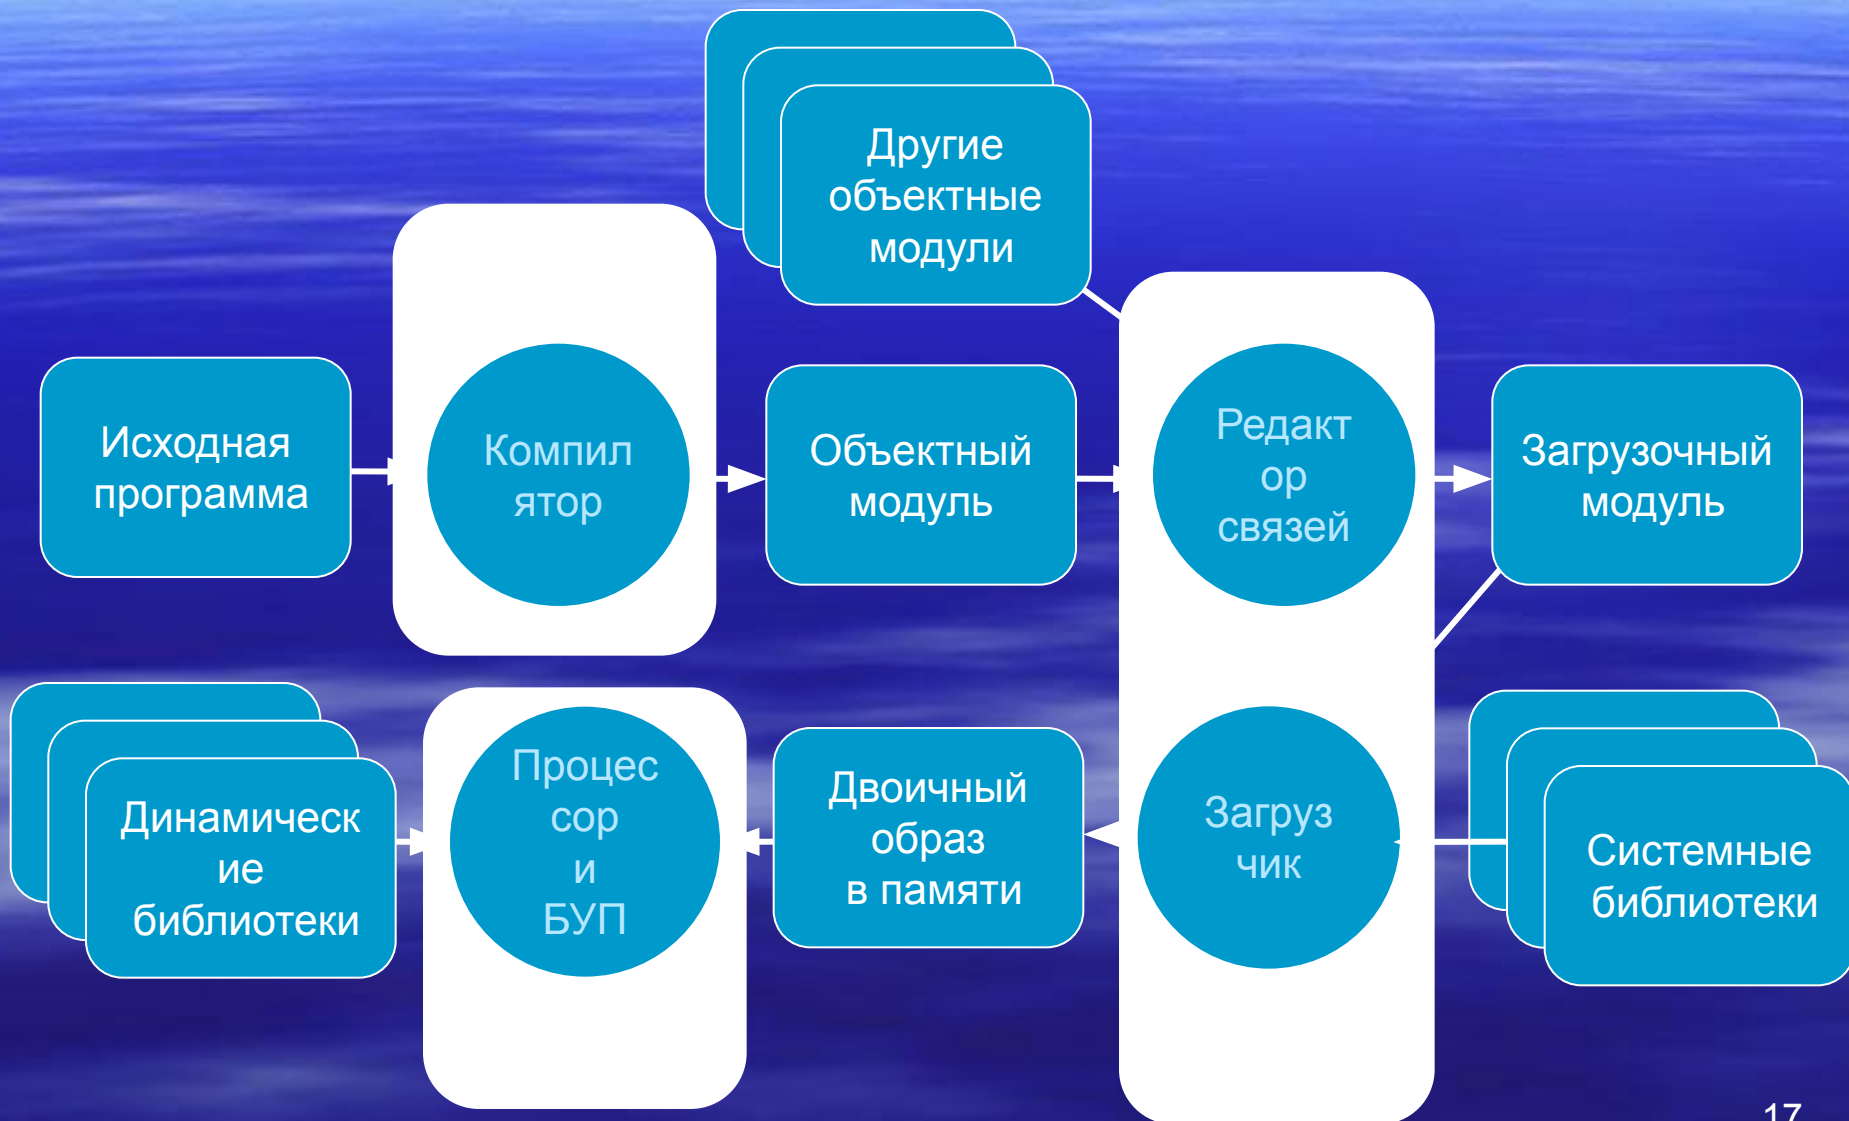 Другие
объектные
модули
Исходная
программа
Компил
ятор
Объектный
модуль
Редакт
ор
связей
Загрузочный
модуль
Динамическ
ие
библиотеки
Процес
сор
и
БУП
Двоичный
образ
в памяти
Загруз
чик
Системные
библиотеки
17